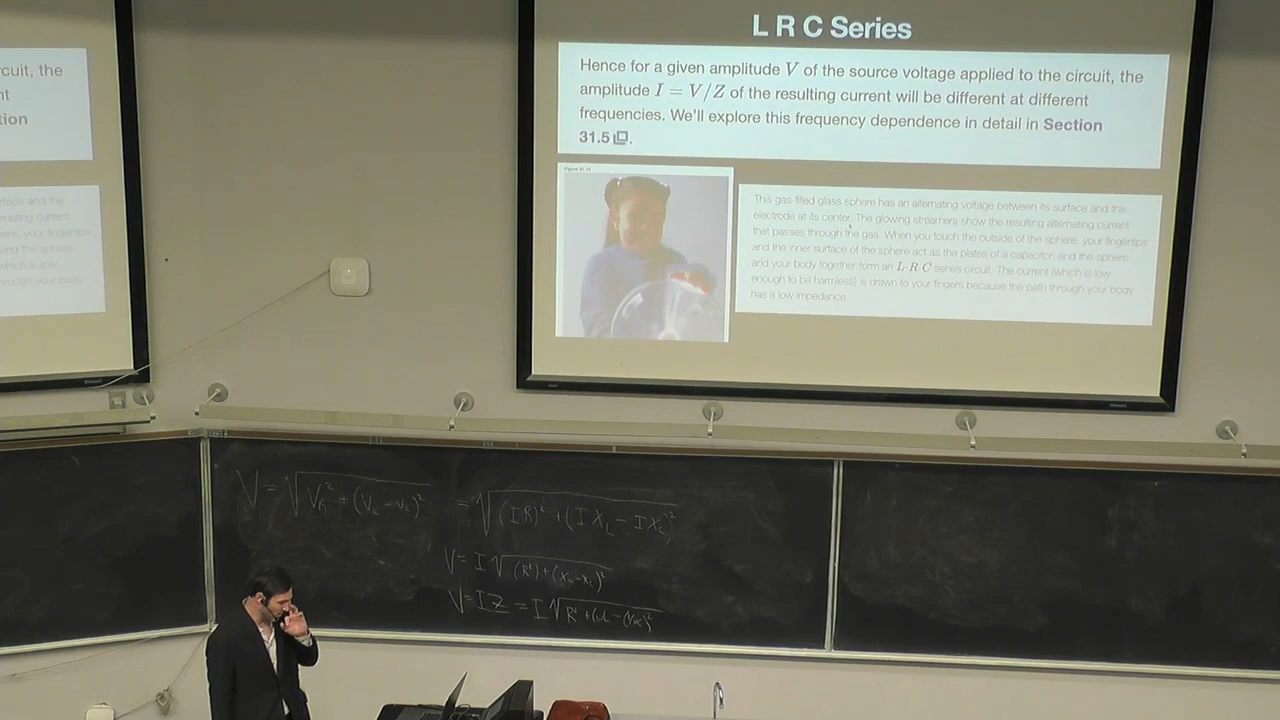 cuit, the
nt
tion
L R C Series
Hence for a given amplitude V of the source voltage applied to the circuit, the
amplitude I = V/Z of the resulting current will be different at different
frequencies. We'll explore this frequency dependence in detail in Section
31.5.
This gas-filled glass sphere has an alternating voltage between its surface and the
electrode at its center. The glowing streamers show the resulting alternating current
that passes through the gas. When you touch the outside of the sphere, your fingertips
and the inner surface of the sphere act as the plates of a capacitor, and the sphere
and your body together form an L-R-C series circuit. The current (which is low
enough to be harmless) is drawn to your fingers because the path through your body
has a low impedance.
V = √(V_R² + (V_L − V_C)²) = √((IR)² + (IX_L − IX_C)²)
V = I √((R²) + (X_L − X_C)²)
V = IZ = I √(R² + (ωL − (1/ωC)²